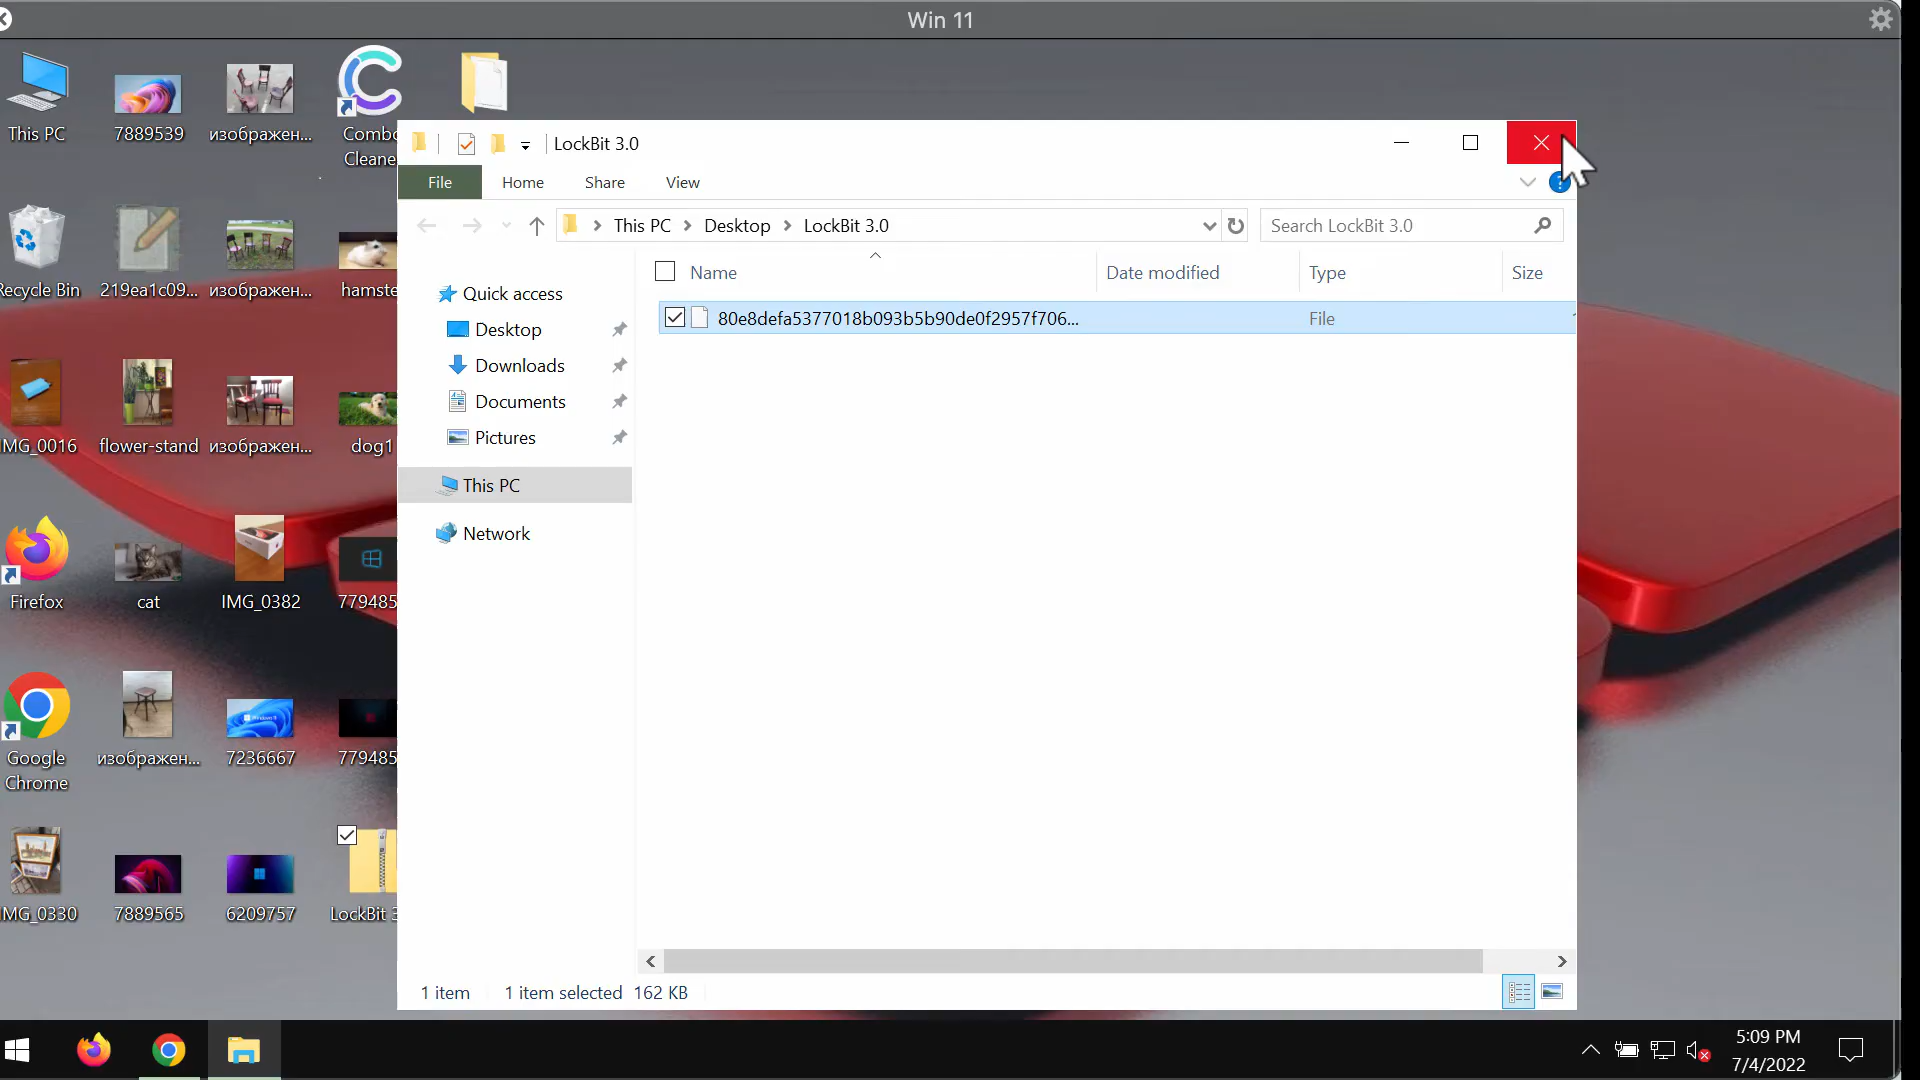 Win 11
This PC
7889539
изображен...
Combo
Cleane
LockBit 3.0
File
Home
Share
View
This PC
Desktop
LockBit 3.0
Search LockBit 3.0
Name
Date modified
Type
Size
80e8defa5377018b093b5b90de0f2957f706...
File
Quick access
Desktop
Downloads
Documents
Pictures
This PC
Network
Recycle Bin
219ea1c09...
изображен...
hamste
IMG_0016
flower-stand
изображен...
dog1
Firefox
cat
IMG_0382
779485
Google
Chrome
изображен...
7236667
779485
IMG_0330
7889565
6209757
LockBit 3
1 item
1 item selected
162 KB
5:09 PM
7/4/2022